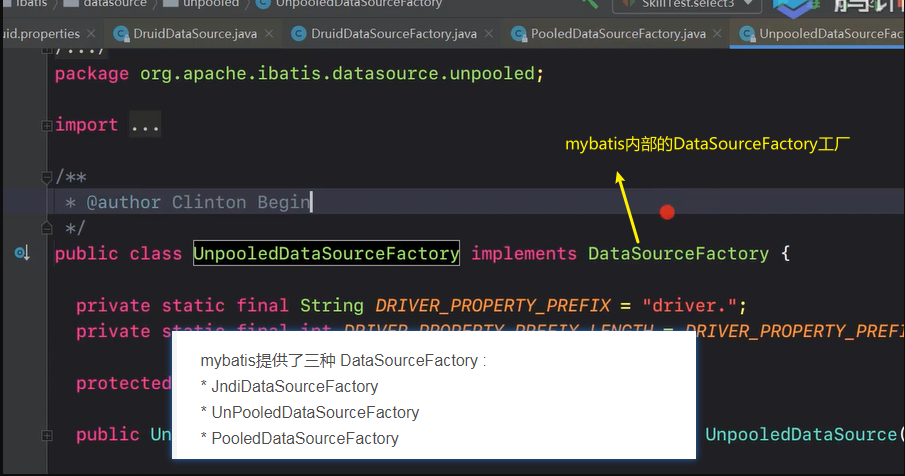 ibatis datasource unpooled UnpooledDataSourceFactory SkillTest.select3
uid.properties DruidDataSource.java DruidDataSourceFactory.java PooledDataSourceFactory.java UnpooledDataSourceFac
/.../
package org.apache.ibatis.datasource.unpooled;
import ...
mybatis内部的DataSourceFactory工厂
/**
* @author Clinton Begin
*/
public class UnpooledDataSourceFactory implements DataSourceFactory {
private static final String DRIVER_PROPERTY_PREFIX = "driver.";
private static final int DRIVER_PROPERTY_PREFIX_LENGTH = DRIVER_PROPERTY_PREFI
mybatis提供了三种 DataSourceFactory :
* JndiDataSourceFactory
protected
* UnPooledDataSourceFactory
public Un UnpooledDataSource(
* PooledDataSourceFactory